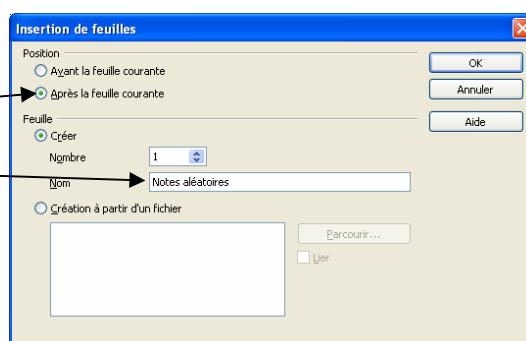 Insertion de feuilles
Position
Avant la feuille courante
OK
Après la feuille courante
Annuler
Feuille
Aide
Créer
Nombre 1
Nom Notes aléatoires
Création à partir d'un fichier
Parcourir...
Lier